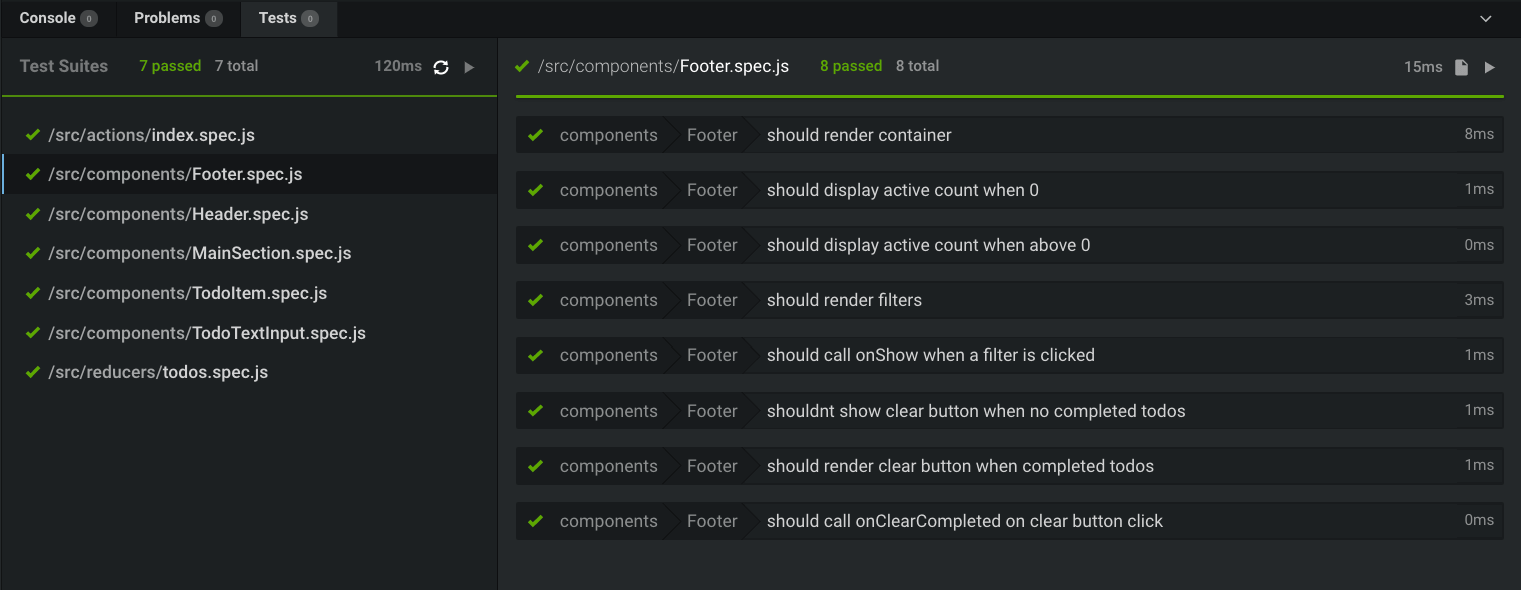 Console 0 Problems 0 Tests 0
Test Suites 7 passed 7 total 120ms
/src/actions/index.spec.js
/src/components/Footer.spec.js
/src/components/Header.spec.js
/src/components/MainSection.spec.js
/src/components/TodoItem.spec.js
/src/components/TodoTextInput.spec.js
/src/reducers/todos.spec.js
/src/components/Footer.spec.js 8 passed 8 total 15ms
components Footer should render container 8ms
components Footer should display active count when 0 1ms
components Footer should display active count when above 0 0ms
components Footer should render filters 3ms
components Footer should call onShow when a filter is clicked 1ms
components Footer shouldnt show clear button when no completed todos 1ms
components Footer should render clear button when completed todos 1ms
components Footer should call onClearCompleted on clear button click 0ms